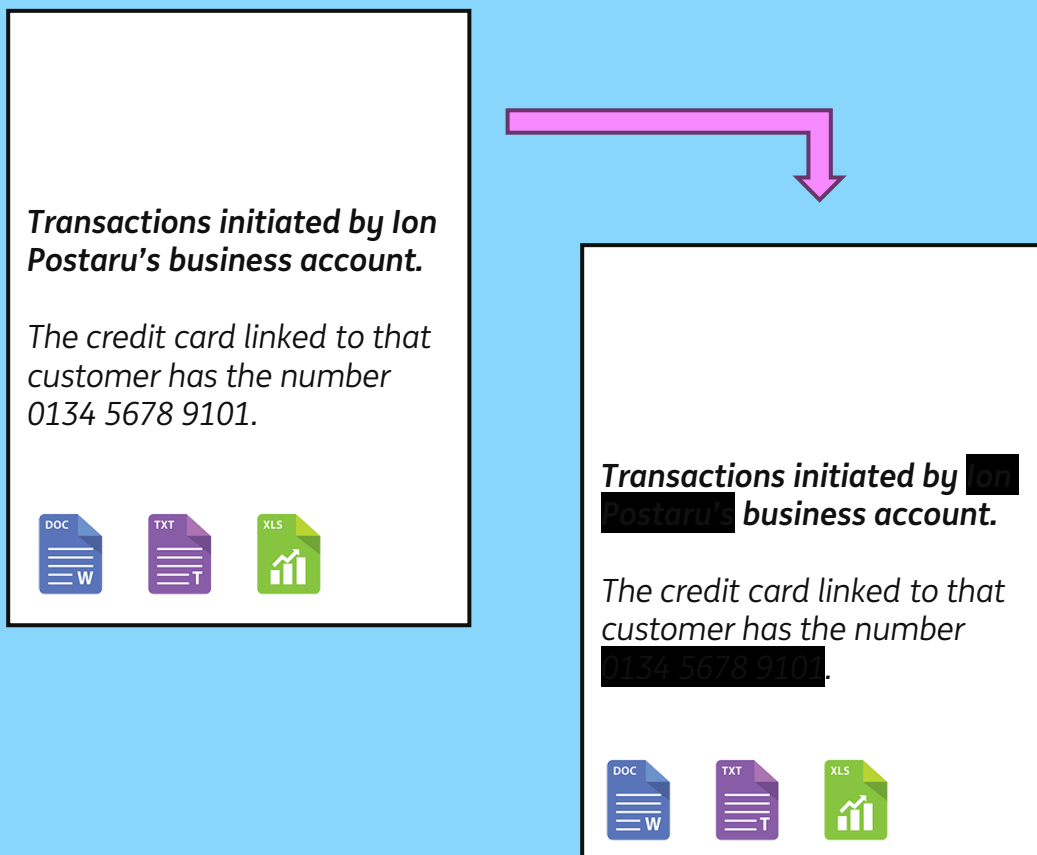 Transactions initiated by Ion
Postaru’s business account.
The credit card linked to that
customer has the number
0134 5678 9101.
DOC
W
TXT
T
XLS
Transactions initiated by Ion
Postaru’s business account.
The credit card linked to that
customer has the number
0134 5678 9101.
DOC
W
TXT
T
XLS